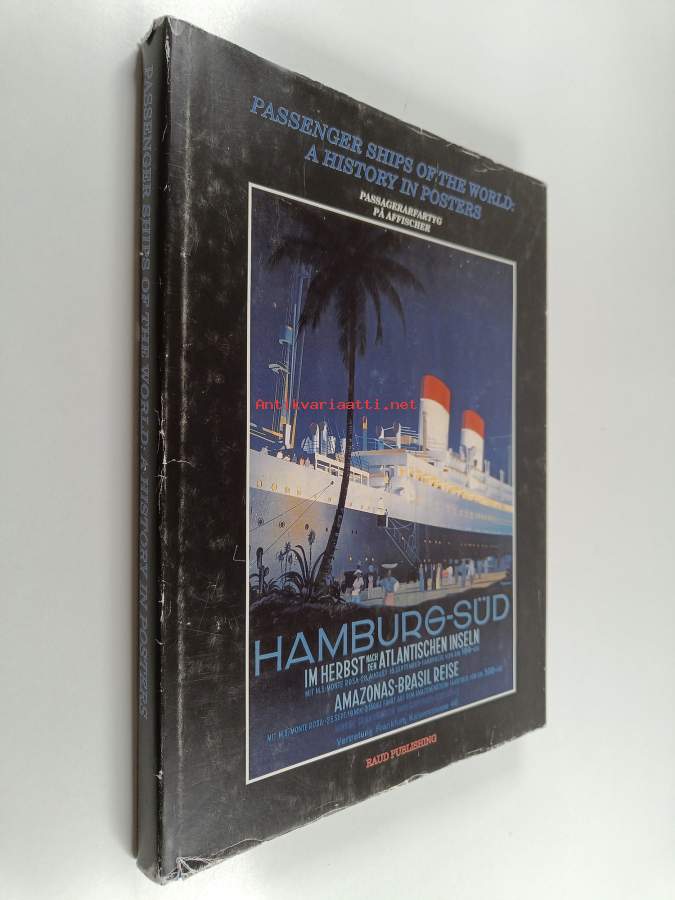 PASSENGER SHIPS OF THE WORLD: A HISTORY IN POSTERS
PASSENGER SHIPS OF THE WORLD:
A HISTORY IN POSTERS
PASSAGERARFARTYG
PÅ AFFISCHER
Antikvariaatti.net
HAMBURG-SÜD
IM HERBST NACH DEN ATLANTISCHEN INSELN
AMAZONAS-BRASIL REISE
RAUD PUBLISHING